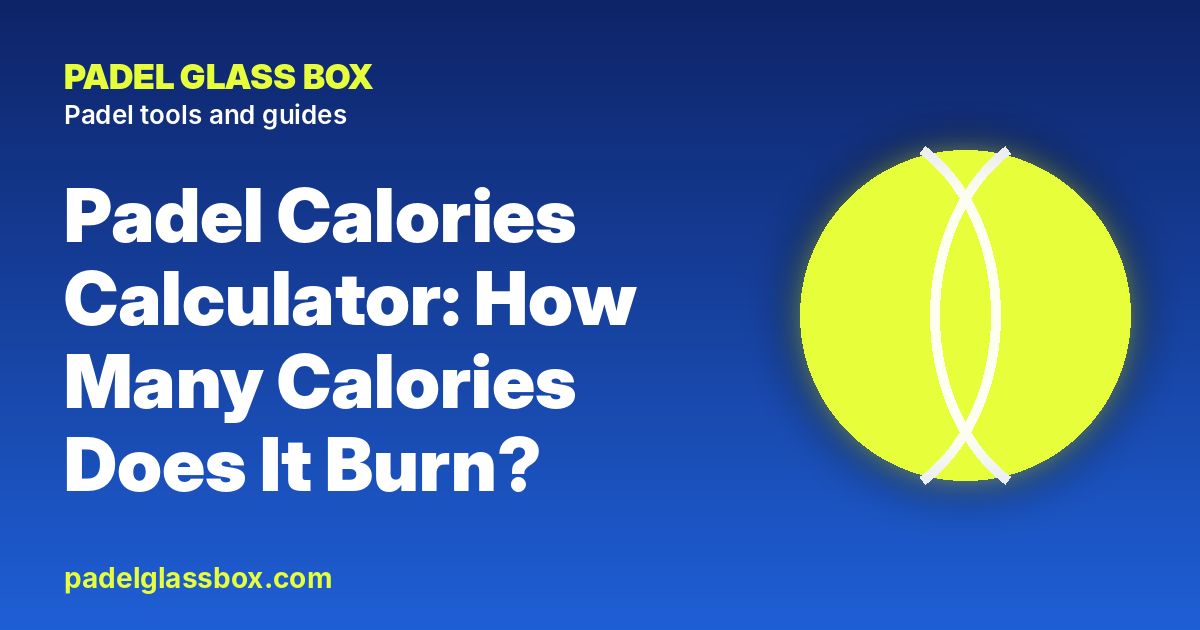 PADEL GLASS BOX
Padel tools and guides
Padel Calories
Calculator: How
Many Calories
Does It Burn?
padelglassbox.com